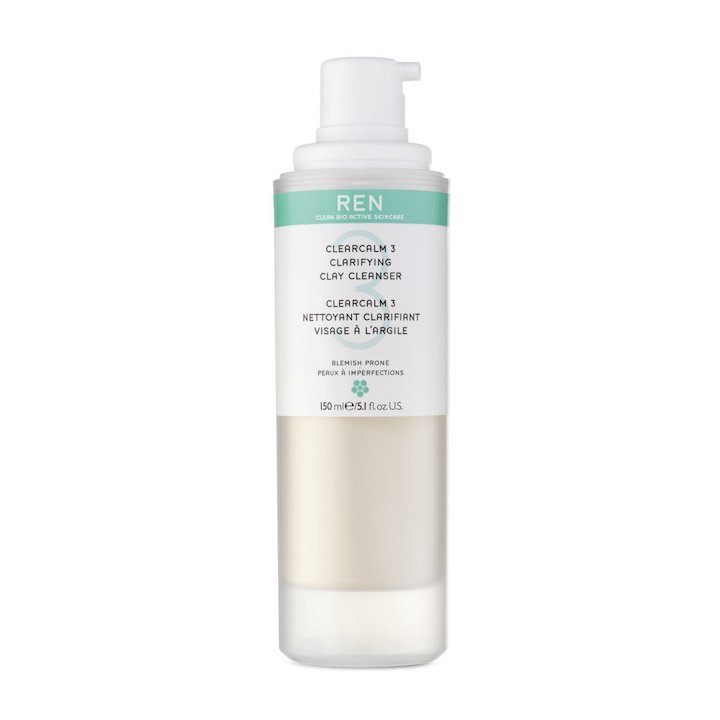 REN
CLEAN BIO ACTIVE SKINCARE
3
CLEARCALM 3
CLARIFYING
CLAY CLEANSER
CLEARCALM 3
NETTOYANT CLARIFIANT
VISAGE À L'ARGILE
BLEMISH PRONE
PEAUX À IMPERFECTIONS
150 ml℮/5.1 fl.oz. U.S.